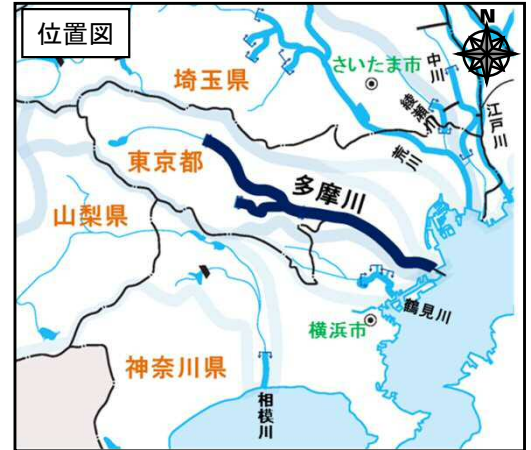 位置図
N
さいたま市
埼玉県
中川
綾瀬川
江戸川
荒川
東京都
多摩川
山梨県
鶴見川
横浜市
神奈川県
相模川